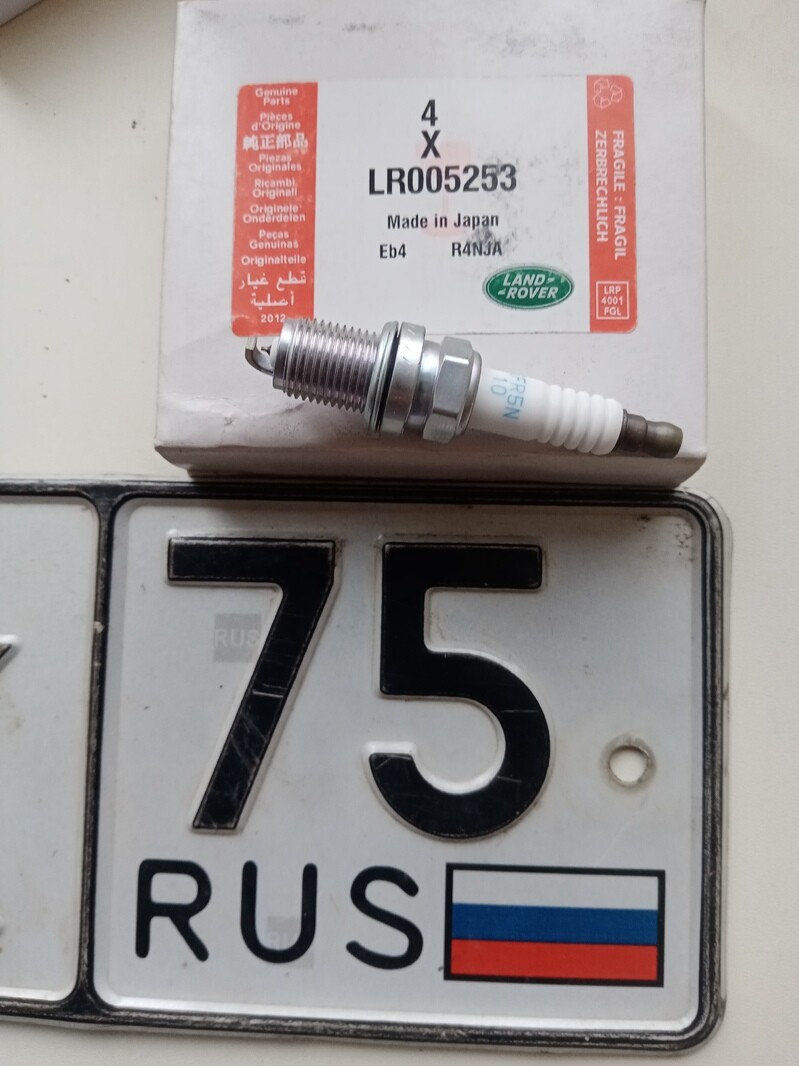 Genuine
Parts
Pièces
d'Origine
純正部品
Piezas
Originales
Ricambi
Originali
Originele
Onderdelen
Peças
Genuinas
Originalteile
قطع غيار
أصلية
2012
4
X
LR005253
Made in Japan
Eb4 R4NJA
LAND-
-ROVER
FRAGILE : FRAGIL
ZERBRECHLICH
LRP
4001
FGL
FR5N
10
75
RUS
RUS